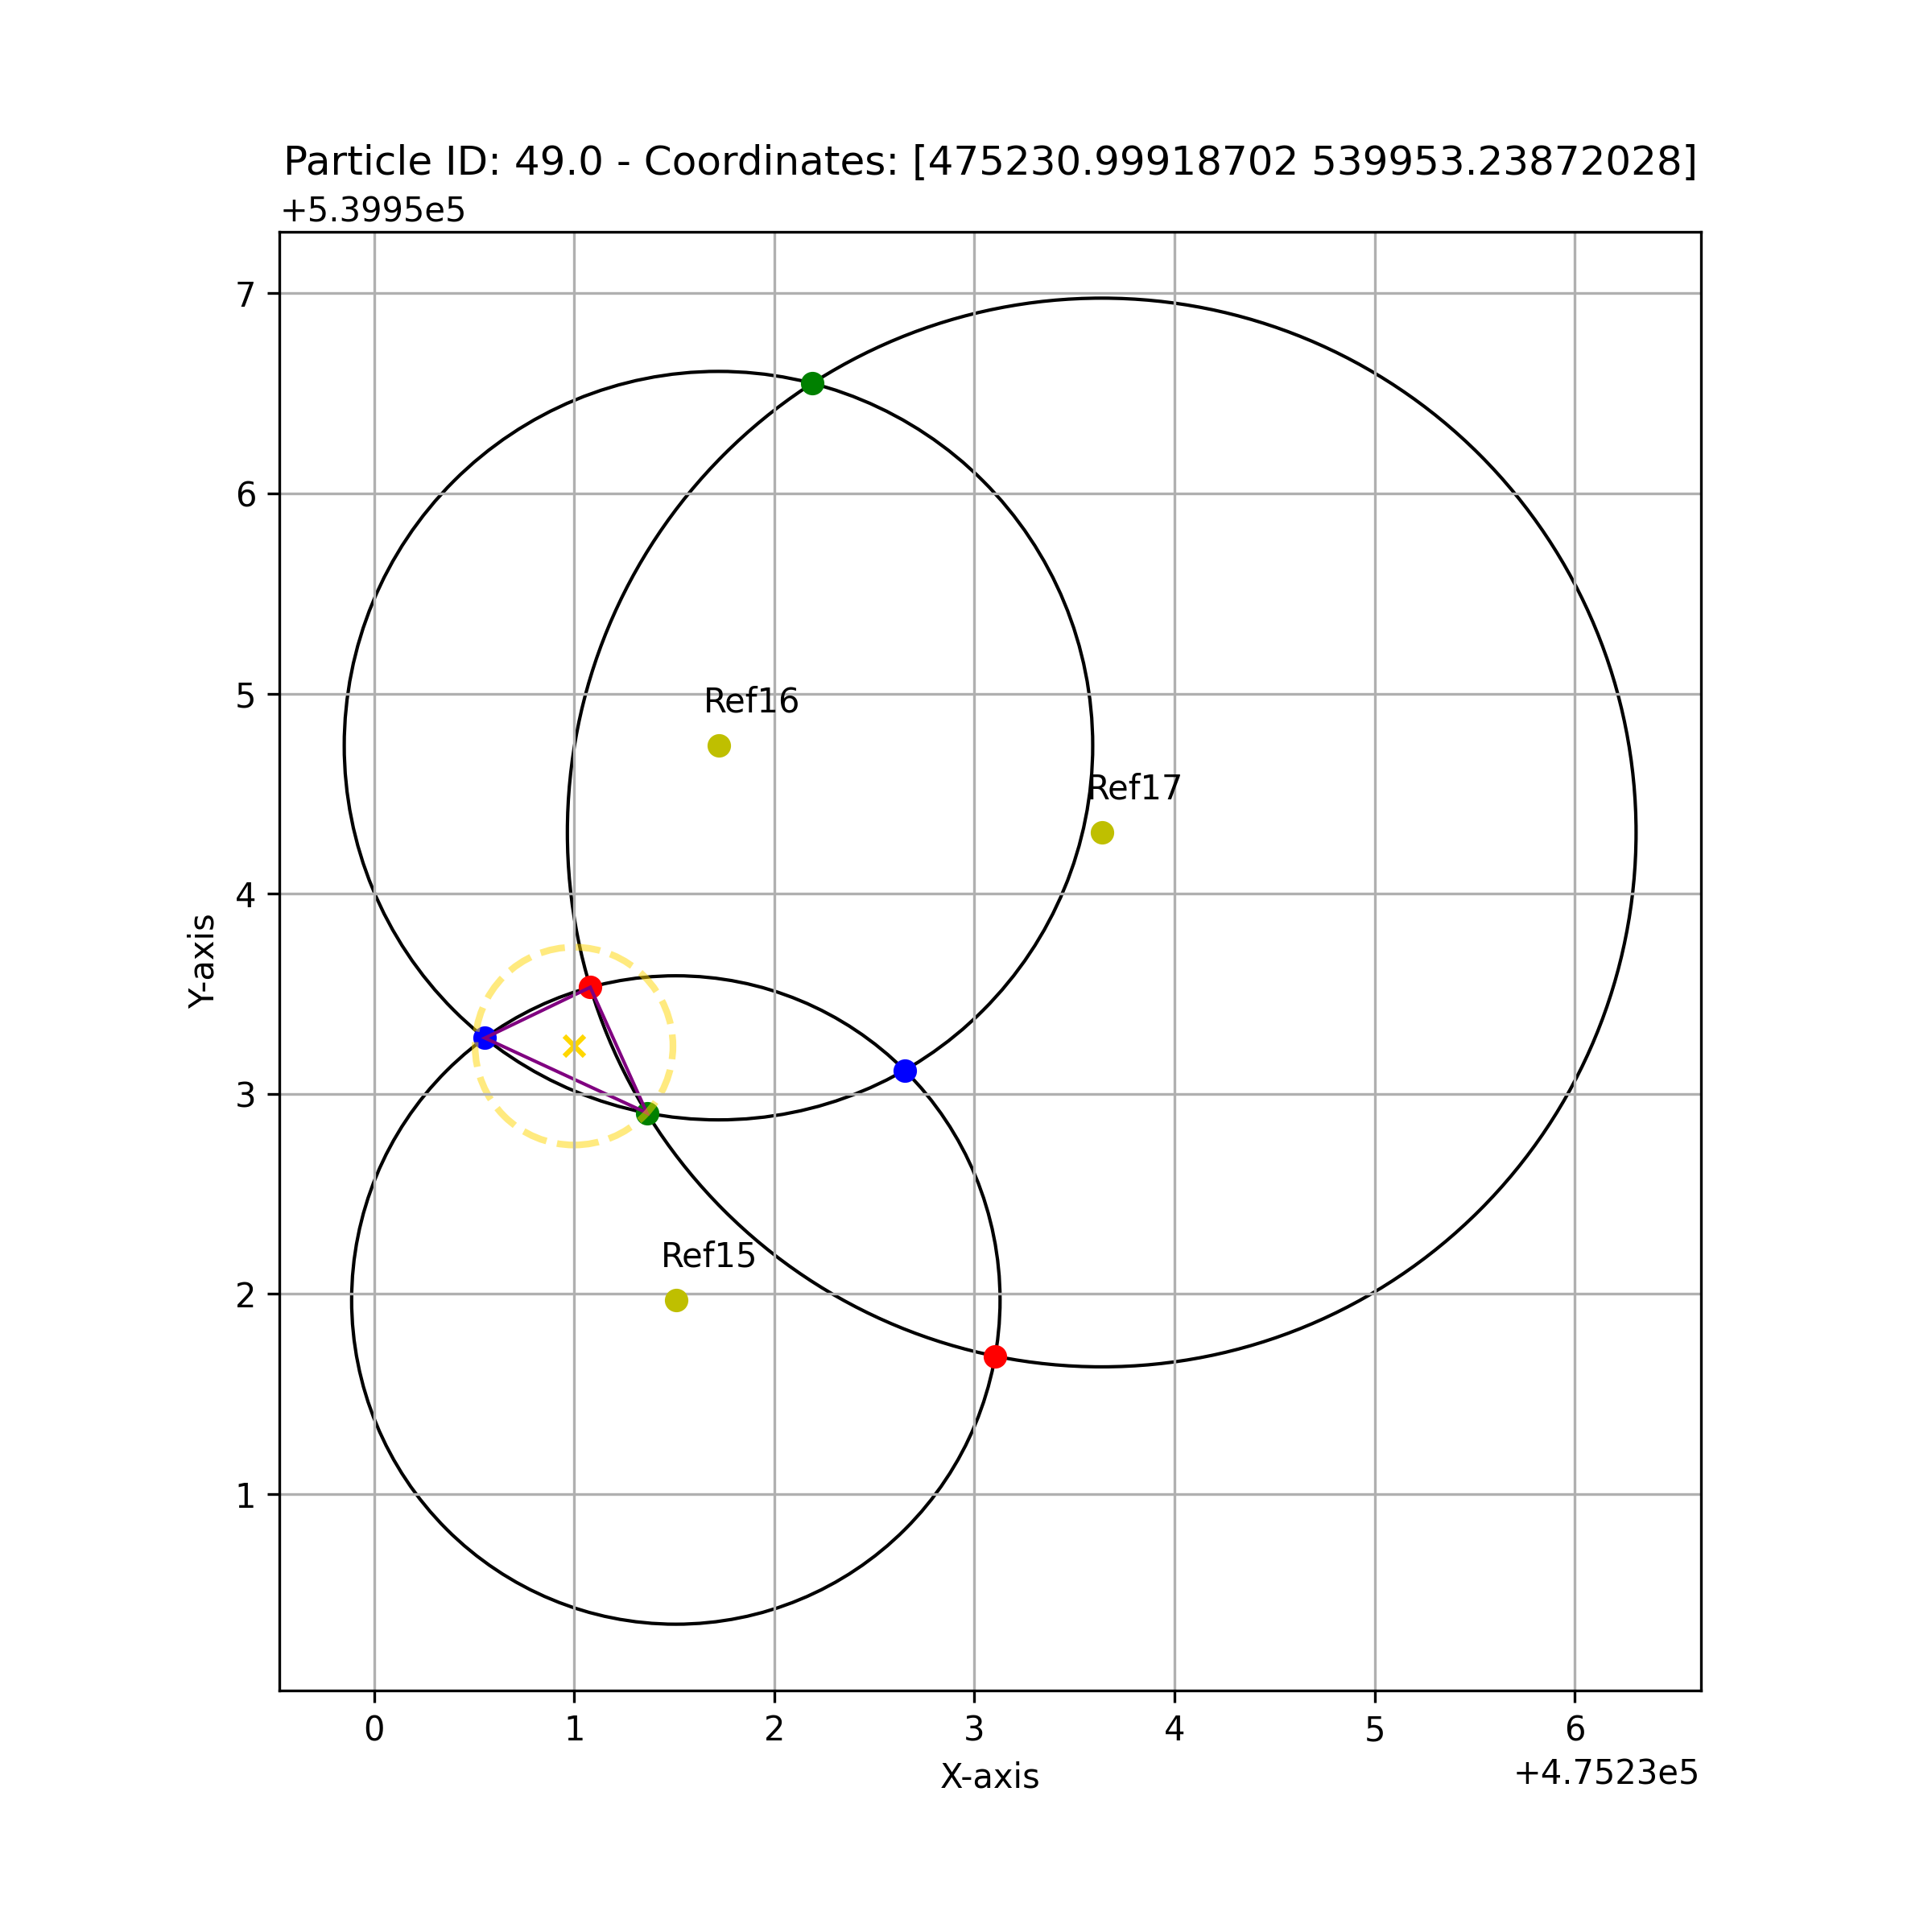 Particle ID: 49.0 - Coordinates: [475230.99918702 539953.23872028]
+5.3995e5
7
6
5
4
3
2
1
Y-axis
Ref16
Ref17
Ref15
0 1 2 3 4 5 6
X-axis
+4.7523e5